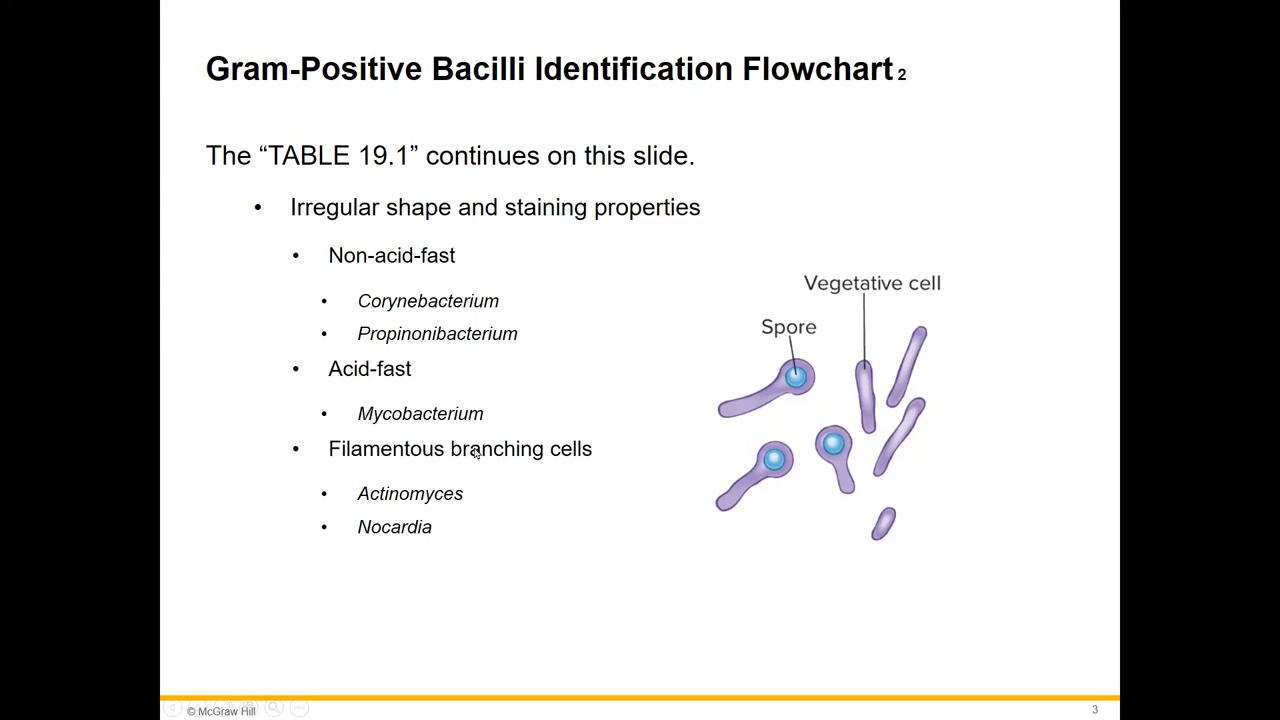 Gram-Positive Bacilli Identification Flowchart 2
The “TABLE 19.1” continues on this slide.
• Irregular shape and staining properties
• Non-acid-fast
• Corynebacterium
• Propinonibacterium
• Acid-fast
• Mycobacterium
• Filamentous branching cells
• Actinomyces
• Nocardia
Vegetative cell
Spore
© McGraw Hill
3